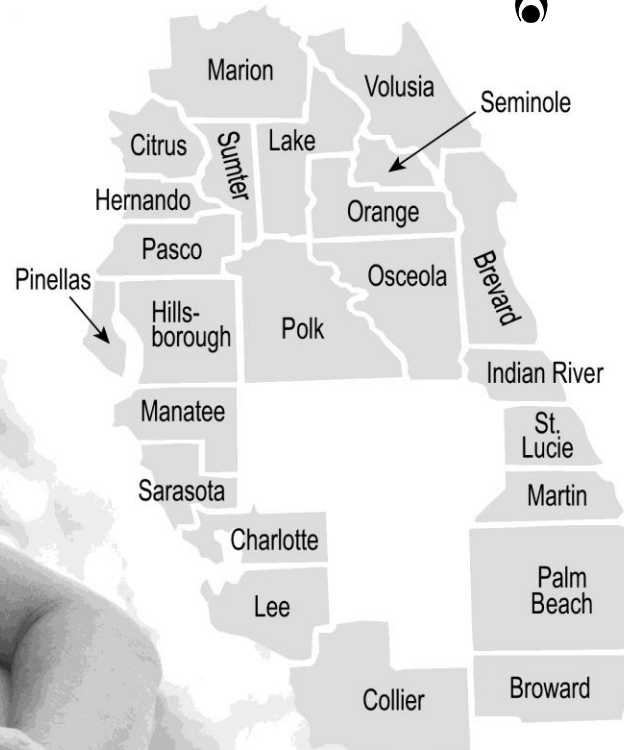 Marion
Volusia
Seminole
Citrus
Sumter
Lake
Hernando
Orange
Pasco
Pinellas
Osceola
Brevard
Hills-
borough
Polk
Indian River
Manatee
St.
Lucie
Sarasota
Martin
Charlotte
Palm
Beach
Lee
Collier
Broward